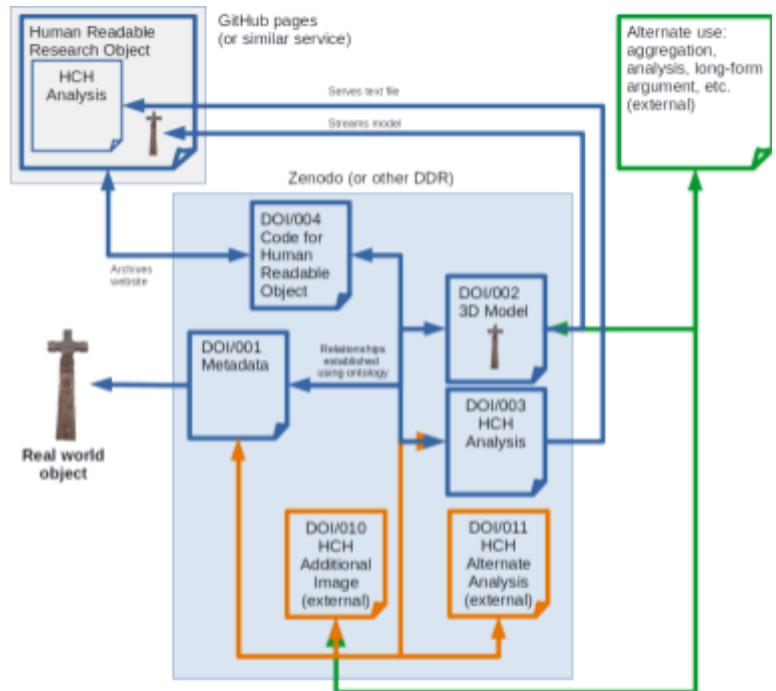 GitHub pages
(or similar service)
Human Readable
Research Object
HCH
Analysis
Serves text file
Streams model
Alternate use:
aggregation,
analysis, long-form
argument, etc.
(external)
Zenodo (or other DDR)
DOI/004
Code for
Human
Readable
Object
Archives
website
DOI/002
3D Model
DOI/001
Metadata
Relationships
established
using ontology
DOI/003
HCH
Analysis
Real world
object
DOI/010
HCH
Additional
Image
(external)
DOI/011
HCH
Alternate
Analysis
(external)